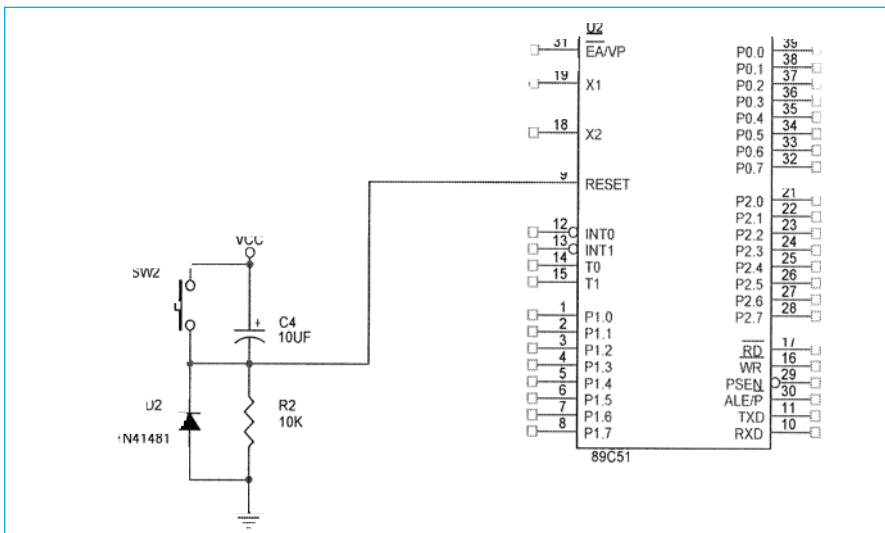 U2
31 EA/VP
19 X1
18 X2
9 RESET
12 INT0
13 INT1
14 T0
15 T1
1 P1.0
2 P1.1
3 P1.2
4 P1.3
5 P1.4
6 P1.5
7 P1.6
8 P1.7
P0.0 39
P0.1 38
P0.2 37
P0.3 36
P0.4 35
P0.5 34
P0.6 33
P0.7 32
P2.0 21
P2.1 22
P2.2 23
P2.3 24
P2.4 25
P2.5 26
P2.6 27
P2.7 28
RD 17
WR 16
PSEN 29
ALE/P 30
TXD 11
RXD 10
89C51
VCC
SW2
C4
10UF
D2
1N41481
R2
10K